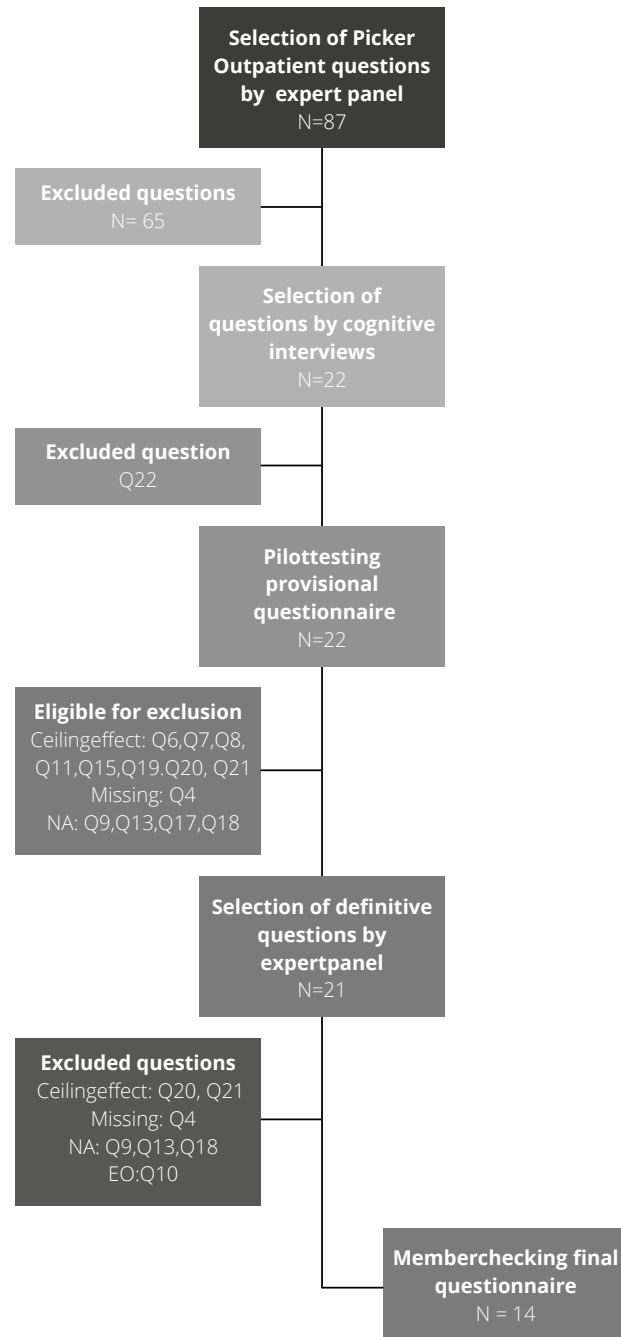 Selection of Picker
Outpatient questions
by expert panel
N=87
Excluded questions
N= 65
Selection of
questions by cognitive
interviews
N=22
Excluded question
Q22
Pilottesting
provisional
questionnaire
N=22
Eligible for exclusion
Ceilingeffect: Q6,Q7,Q8,
Q11,Q15,Q19.Q20, Q21
Missing: Q4
NA: Q9,Q13,Q17,Q18
Selection of definitive
questions by
expertpanel
N=21
Excluded questions
Ceilingeffect: Q20, Q21
Missing: Q4
NA: Q9,Q13,Q18
EO:Q10
Memberchecking final
questionnaire
N = 14